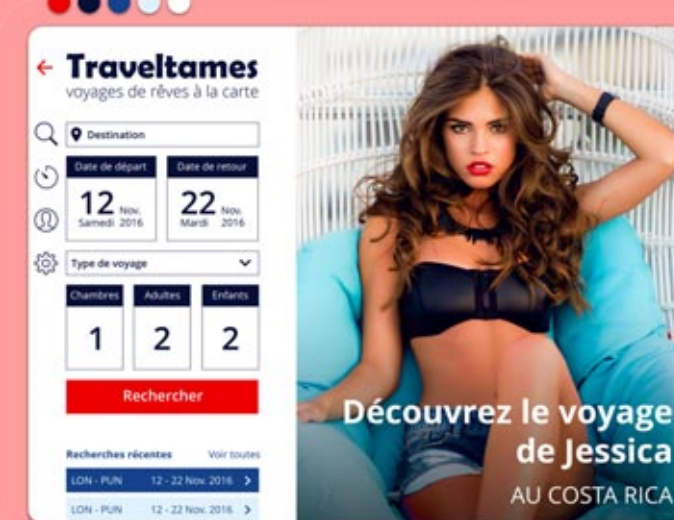 Traveltames
voyages de rêves à la carte
Destination
Date de départ
12 Nov.
Samedi 2016
Date de retour
22 Nov.
Mardi 2016
Type de voyage
Chambres
1
Adultes
2
Enfants
2
Rechercher
Recherches récentes Voir toutes
LON - PUN 12 - 22 Nov. 2016
LON - PUN 12 - 22 Nov. 2016
Découvrez le voyage
de Jessica
AU COSTA RICA